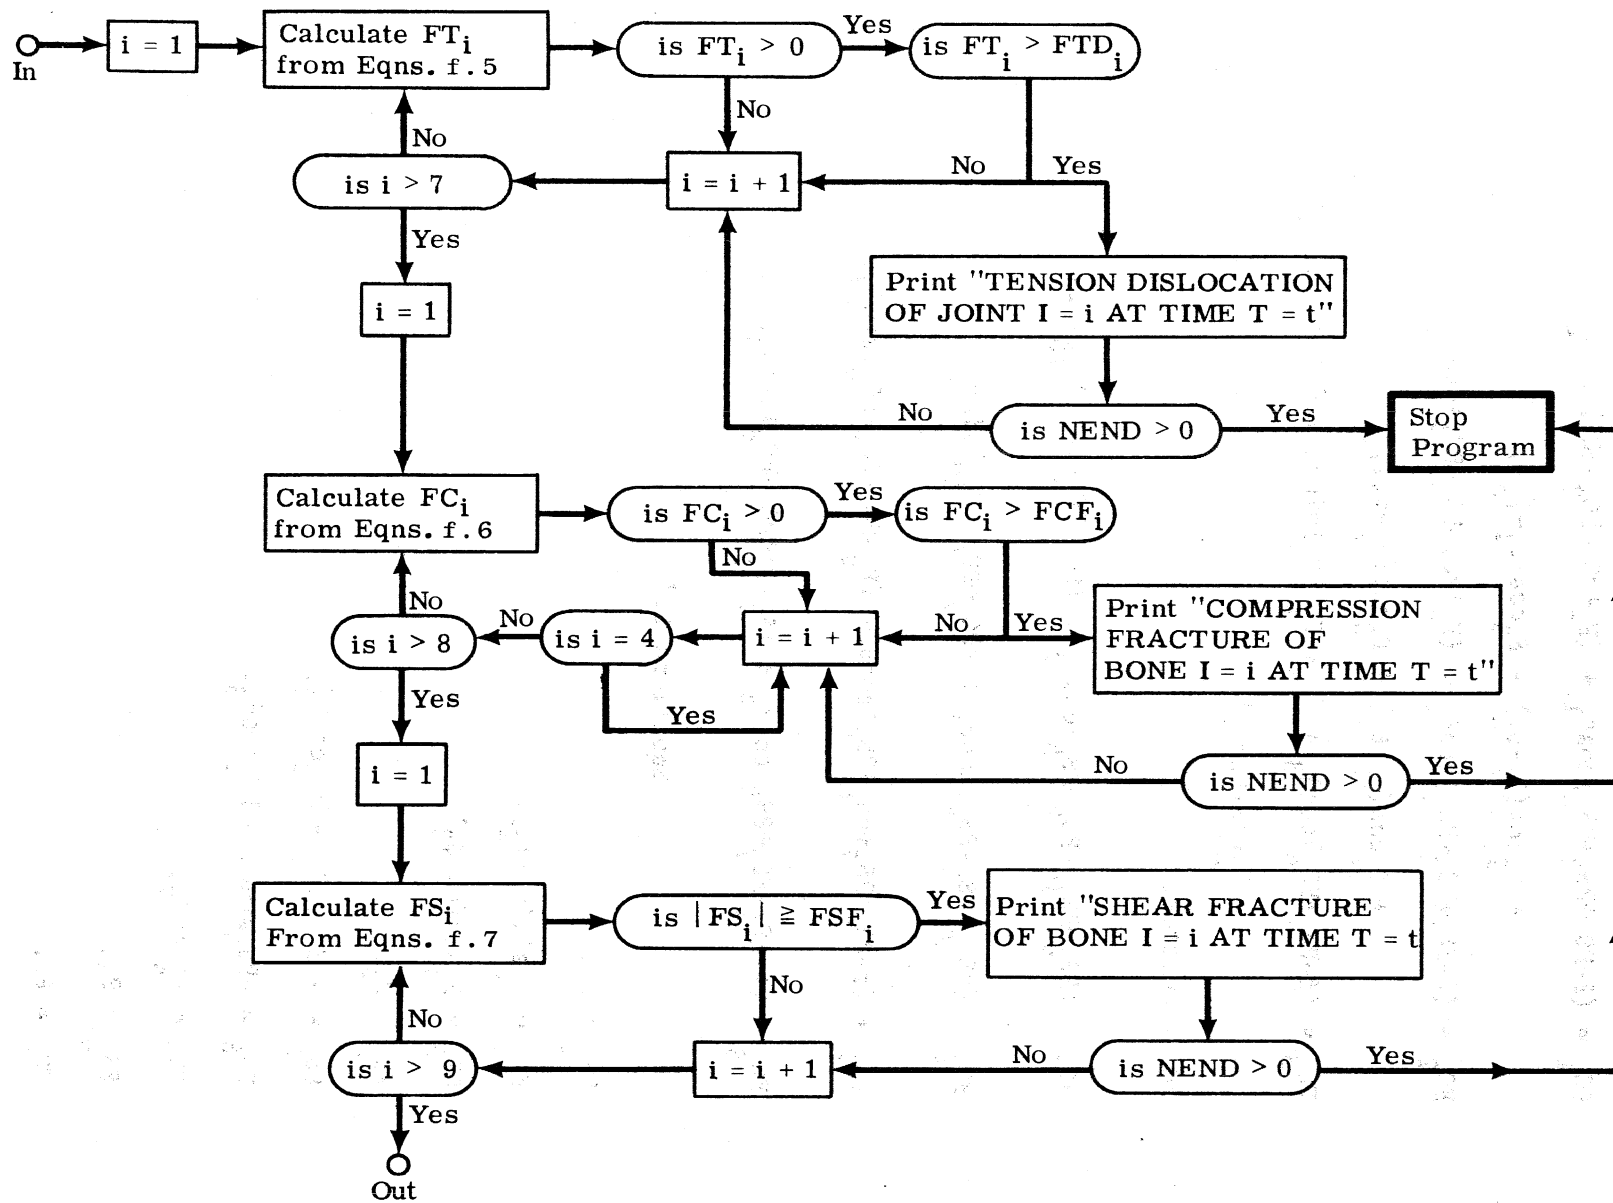 In
i = 1
Calculate FTi
from Eqns. f.5
is FTi > 0
Yes
is FTi > FTDi
No
No
is i > 7
i = i + 1
No
Yes
Yes
i = 1
Print "TENSION DISLOCATION
OF JOINT I = i AT TIME T = t"
No
is NEND > 0
Yes
Stop
Program
Calculate FCi
from Eqns. f.6
is FCi > 0
Yes
is FCi > FCFi
No
No
is i > 8
No
is i = 4
i = i + 1
No
Yes
Print "COMPRESSION
FRACTURE OF
BONE I = i AT TIME T = t"
Yes
Yes
i = 1
No
is NEND > 0
Yes
Calculate FSi
From Eqns. f.7
is |FSi| ≧ FSFi
Yes
Print "SHEAR FRACTURE
OF BONE I = i AT TIME T = t
No
No
is i > 9
i = i + 1
No
is NEND > 0
Yes
Yes
Out